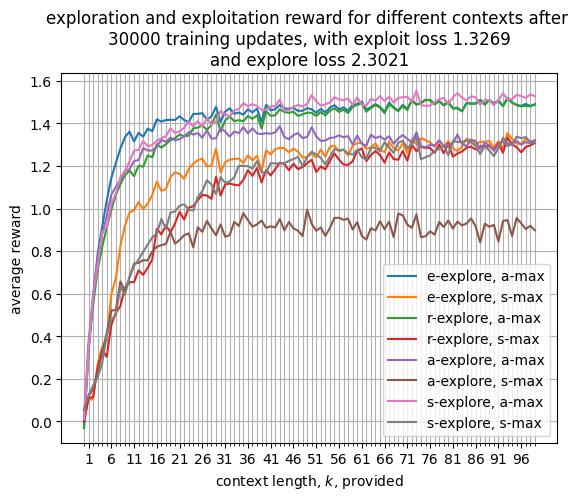 exploration and exploitation reward for different contexts after
30000 training updates, with exploit loss 1.3269
and explore loss 2.3021
1.6
1.4
1.2
1.0
0.8
0.6
0.4
0.2
0.0
average reward
e-explore, a-max
e-explore, s-max
r-explore, a-max
r-explore, s-max
a-explore, a-max
a-explore, s-max
s-explore, a-max
s-explore, s-max
1 6 11 16 21 26 31 36 41 46 51 56 61 66 71 76 81 86 91 96
context length, k, provided